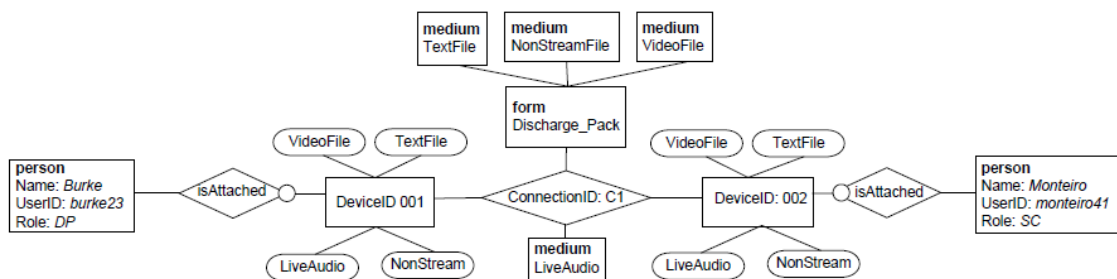 medium
TextFile
medium
NonStreamFile
medium
VideoFile
form
Discharge_Pack
VideoFile
TextFile
VideoFile
TextFile
person
Name: Burke
UserID: burke23
Role: DP
isAttached
DeviceID 001
ConnectionID: C1
DeviceID: 002
isAttached
person
Name: Monteiro
UserID: monteiro41
Role: SC
LiveAudio
NonStream
medium
LiveAudio
LiveAudio
NonStream